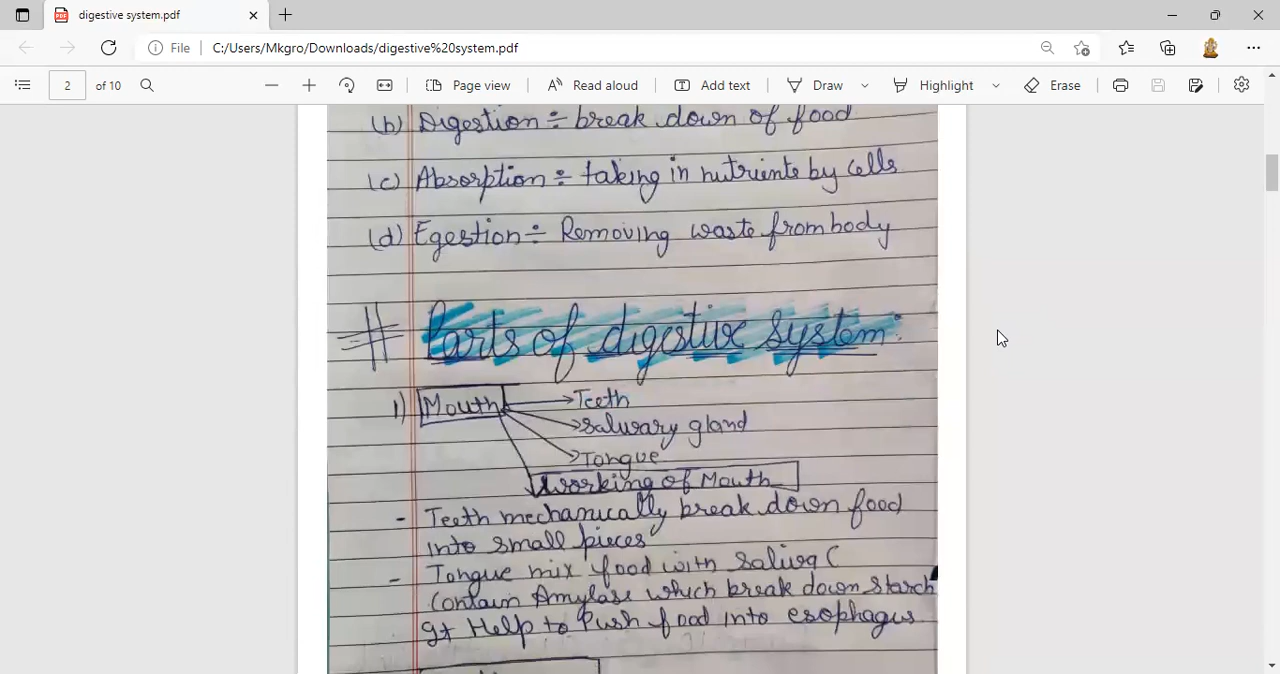 digestive system.pdf
File C:/Users/Mkgro/Downloads/digestive%20system.pdf
2 of 10 Page view Read aloud Add text Draw Highlight Erase
(b) Digestion ÷ break down of food
(c) Absorption ÷ taking in nutrients by cells
(d) Egestion ÷ Removing waste from body
# Parts of digestive system:
1) Mouth → Teeth
→ Salivary gland
→ Tongue
Working of Mouth
- Teeth mechanically break down food
into small pieces
- Tongue mix food with Saliva (
Contain Amylase which break down starch
It Help to Push food into esophagus